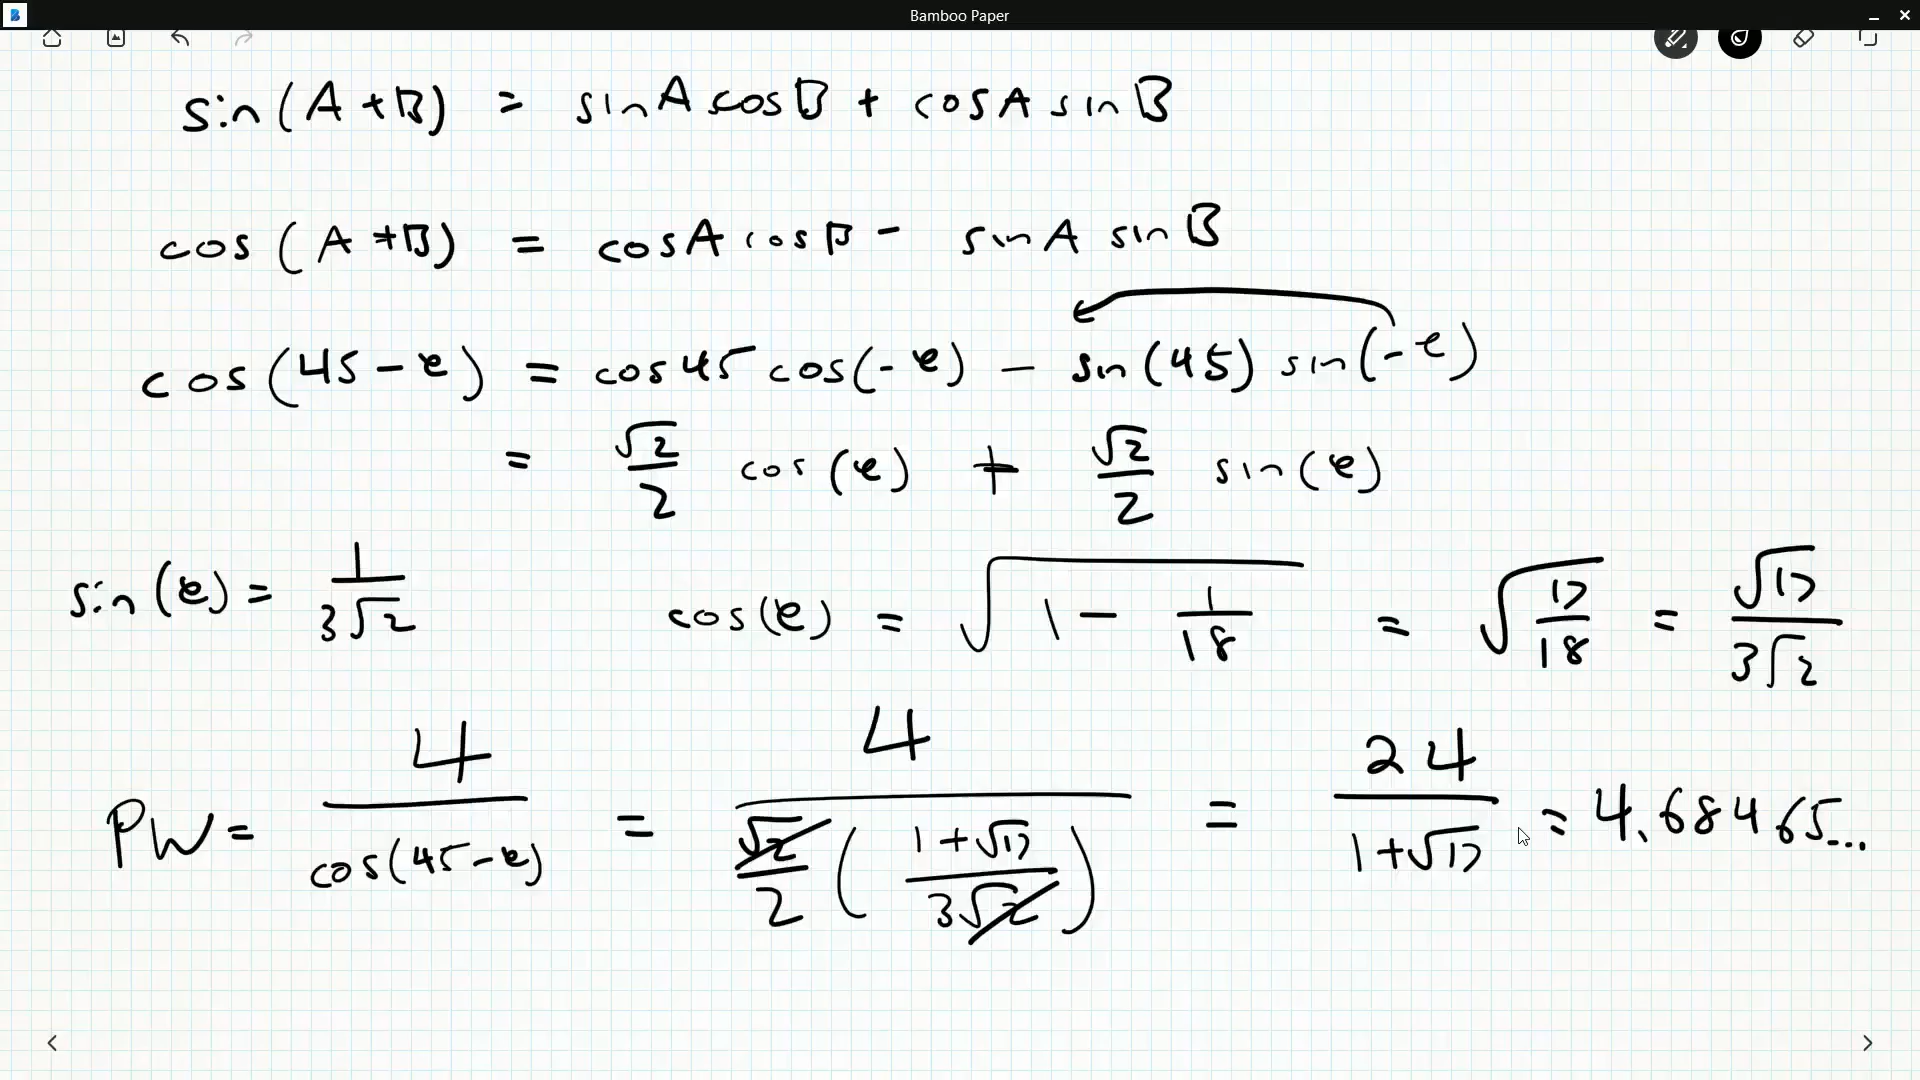 Bamboo Paper
sin(A+B) = sinA cosB + cosA sinB
cos(A+B) = cosA cosB - sinA sinB
cos(45-e) = cos45 cos(-e) - sin(45) sin(-e)
= √2/2 cos(e) + √2/2 sin(e)
sin(e) = 1/3√2 cos(e) = √(1 - 1/18) = √(17/18) = √17/3√2
PW = 4/cos(45-e) = 4/(√2/2 (1+√17/3√2)) = 24/(1+√17) = 4.68465...